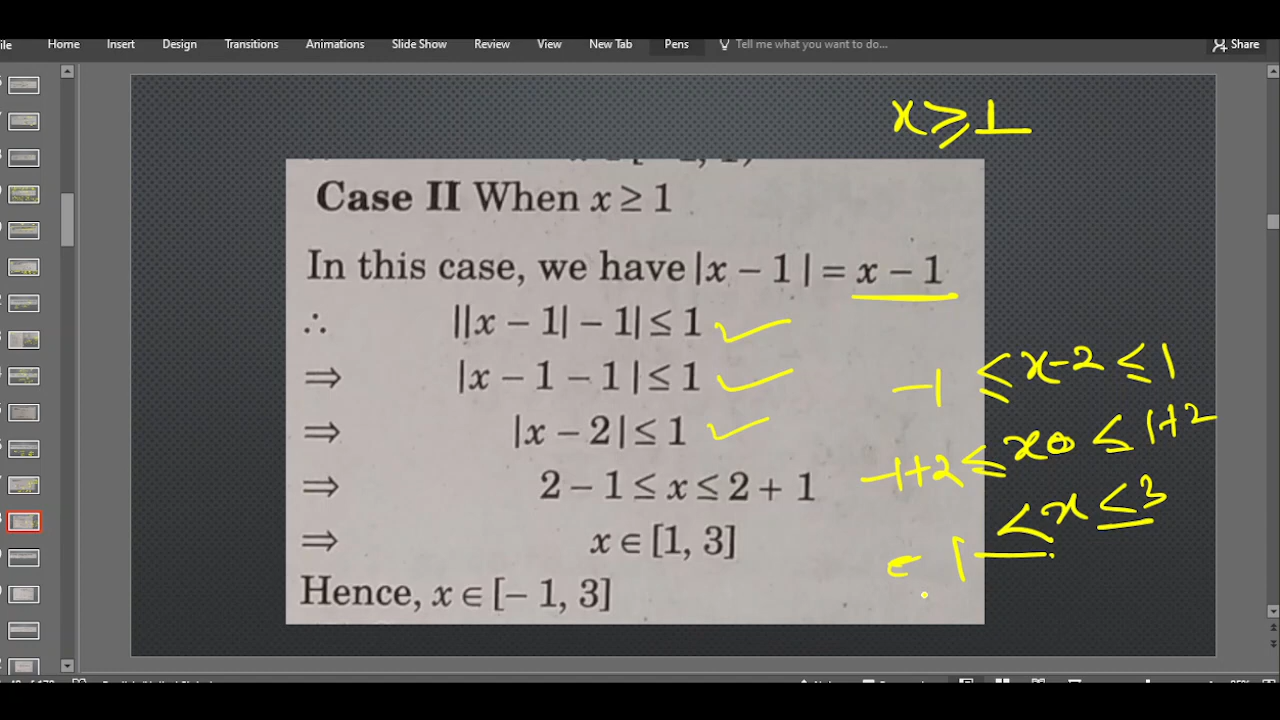 File Home Insert Design Transitions Animations Slide Show Review View New Tab Pens Tell me what you want to do... Share
x ≥ 1
Case II When x ≥ 1
In this case, we have |x − 1| = x − 1
∴ ||x − 1| − 1| ≤ 1
⇒ |x − 1 − 1| ≤ 1
−1 ≤ x−2 ≤ 1
⇒ |x − 2| ≤ 1
−1+2 ≤ x ≤ 1+2
⇒ 2 − 1 ≤ x ≤ 2 + 1
1 ≤ x ≤ 3
⇒ x ∈ [1, 3]
Hence, x ∈ [− 1, 3]